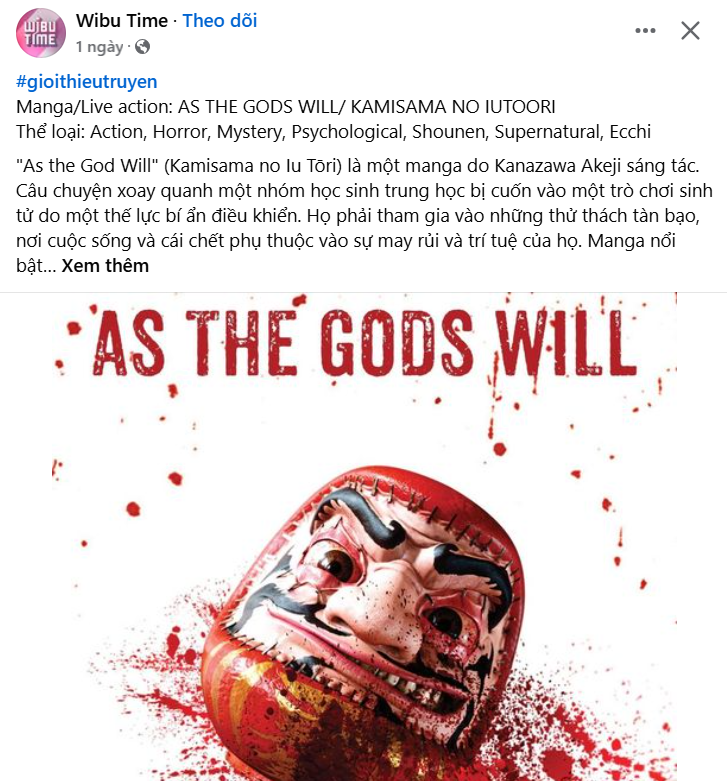 WIBU
TIME
Wibu Time · Theo dõi
1 ngày ·
#gioithieutruyen
Manga/Live action: AS THE GODS WILL/ KAMISAMA NO IUTOORI
Thể loại: Action, Horror, Mystery, Psychological, Shounen, Supernatural, Ecchi
"As the God Will" (Kamisama no Iu Tōri) là một manga do Kanazawa Akeji sáng tác.
Câu chuyện xoay quanh một nhóm học sinh trung học bị cuốn vào một trò chơi sinh
tử do một thế lực bí ẩn điều khiển. Họ phải tham gia vào những thử thách tàn bạo,
nơi cuộc sống và cái chết phụ thuộc vào sự may rủi và trí tuệ của họ. Manga nổi
bật... Xem thêm
AS THE GODS WILL